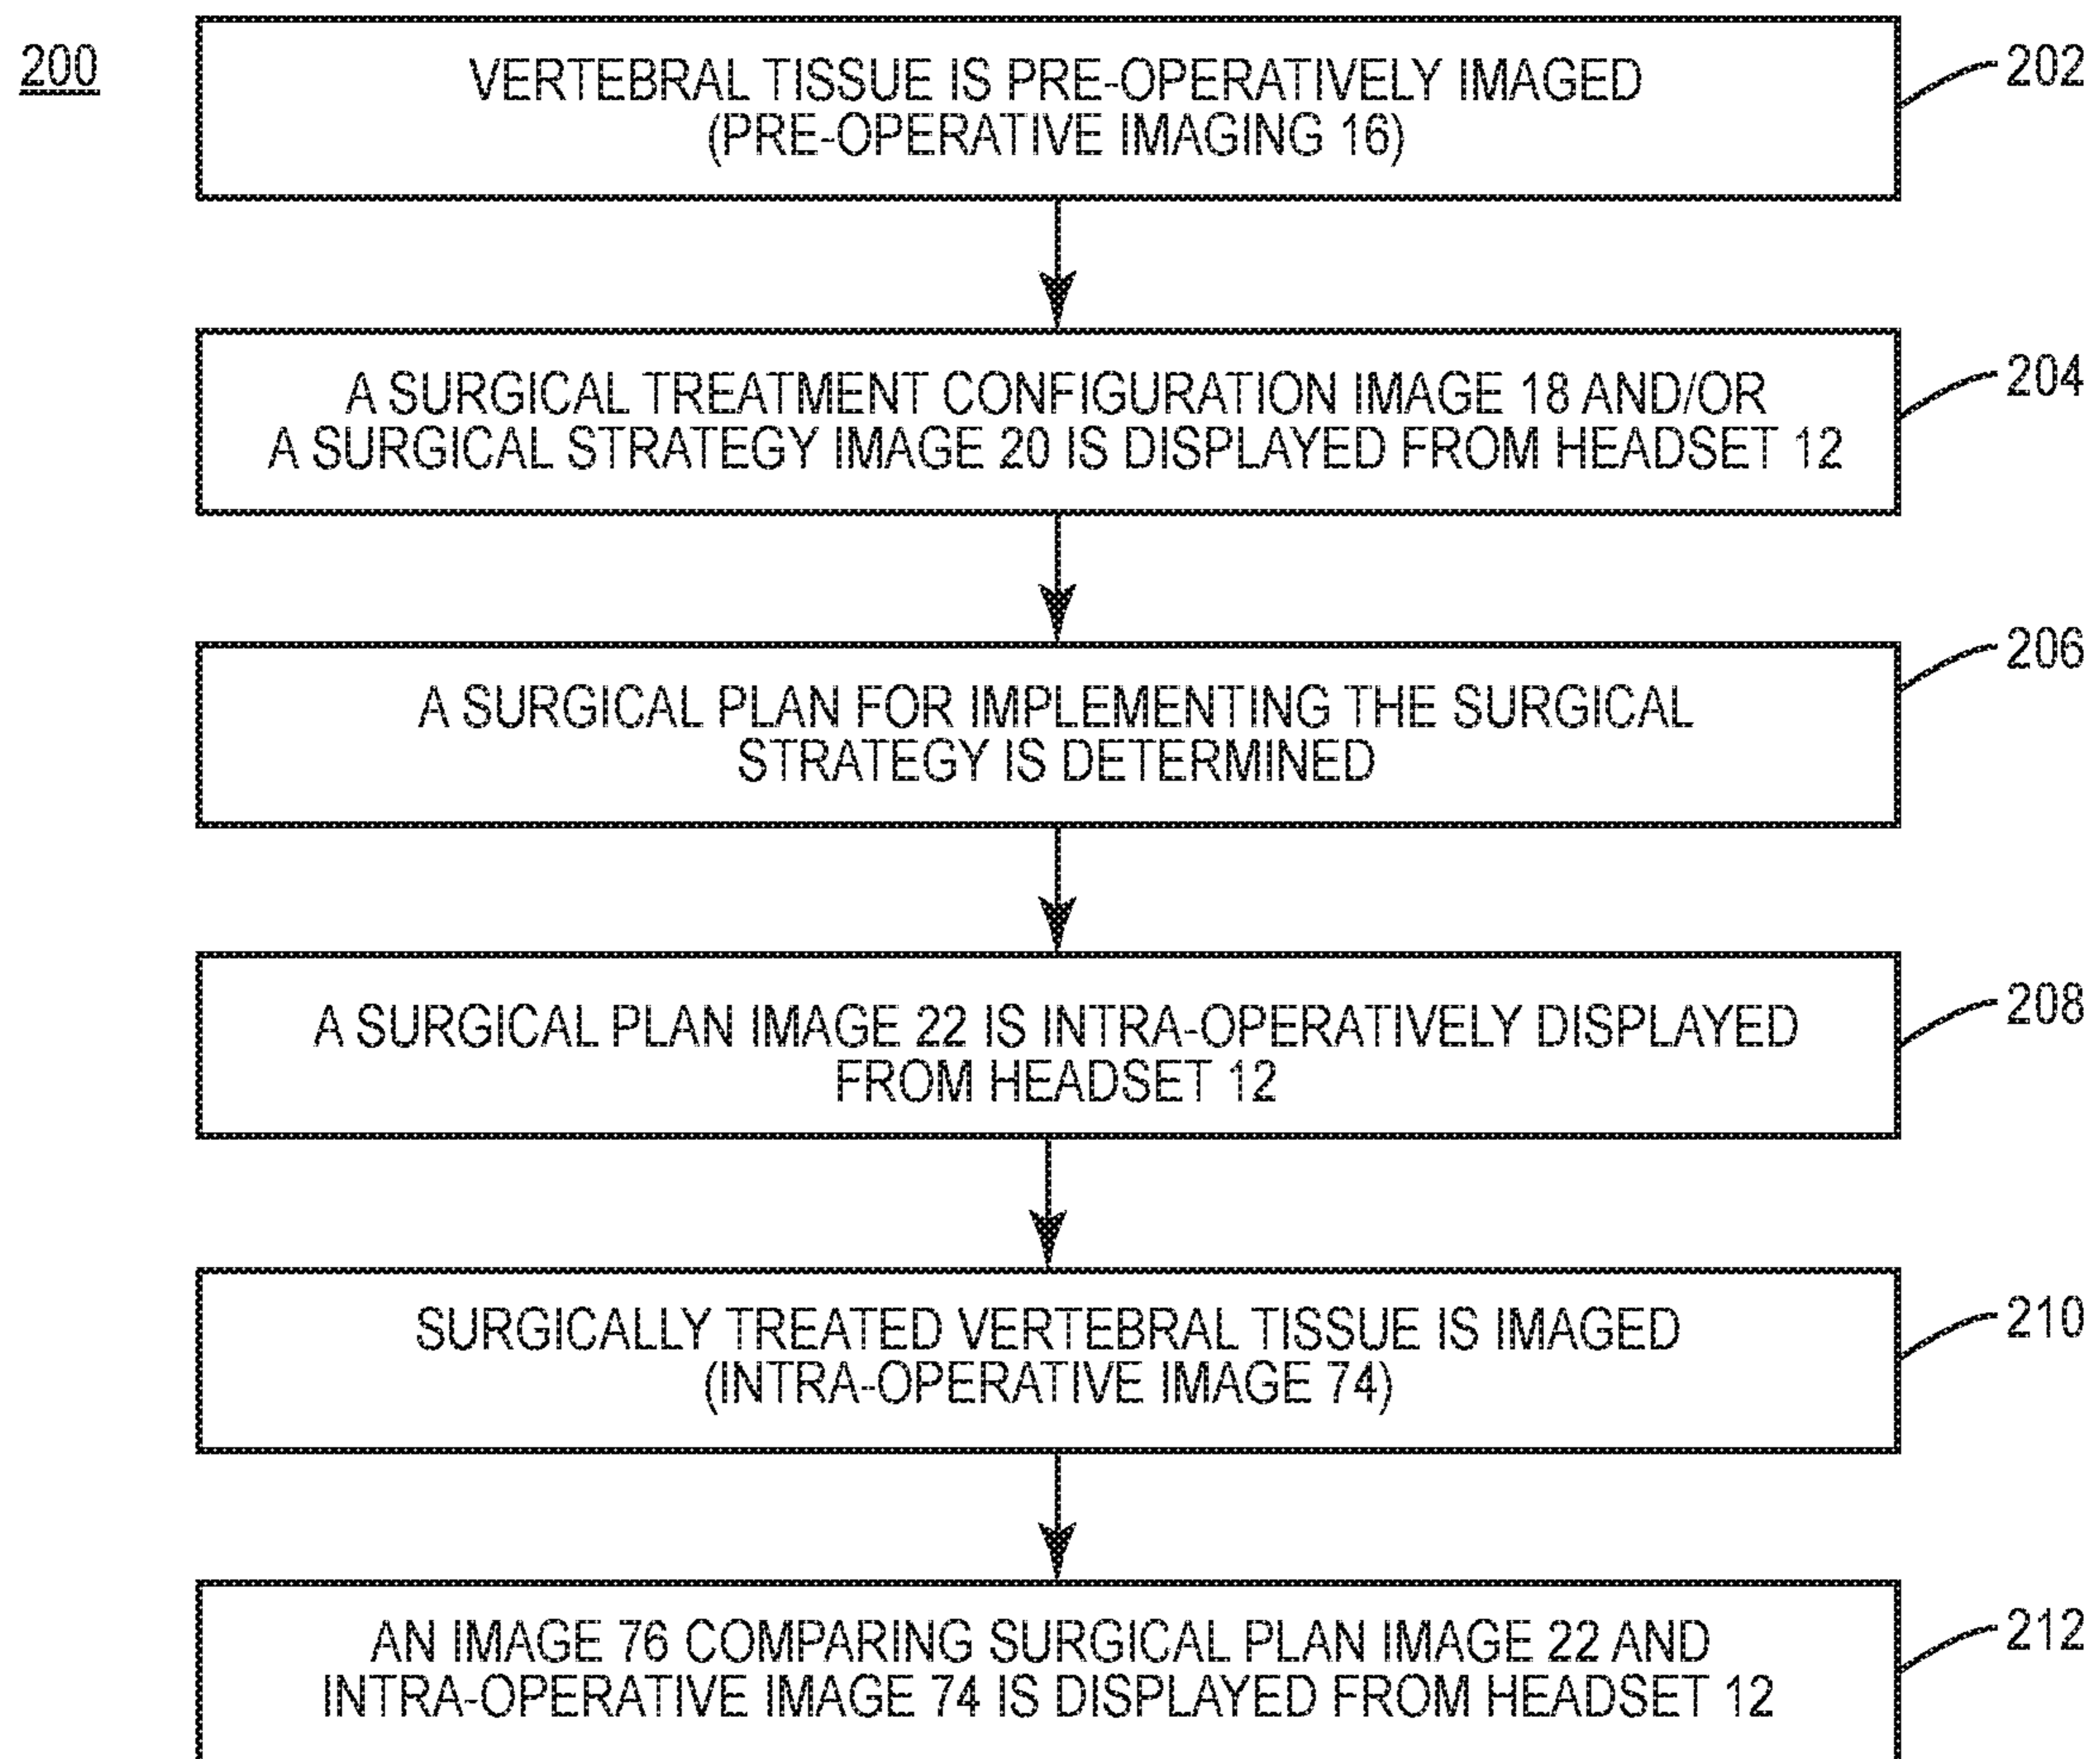 200
VERTEBRAL TISSUE IS PRE-OPERATIVELY IMAGED
(PRE-OPERATIVE IMAGING 16)
202
A SURGICAL TREATMENT CONFIGURATION IMAGE 18 AND/OR
A SURGICAL STRATEGY IMAGE 20 IS DISPLAYED FROM HEADSET 12
204
A SURGICAL PLAN FOR IMPLEMENTING THE SURGICAL
STRATEGY IS DETERMINED
206
A SURGICAL PLAN IMAGE 22 IS INTRA-OPERATIVELY DISPLAYED
FROM HEADSET 12
208
SURGICALLY TREATED VERTEBRAL TISSUE IS IMAGED
(INTRA-OPERATIVE IMAGE 74)
210
AN IMAGE 76 COMPARING SURGICAL PLAN IMAGE 22 AND
INTRA-OPERATIVE IMAGE 74 IS DISPLAYED FROM HEADSET 12
212